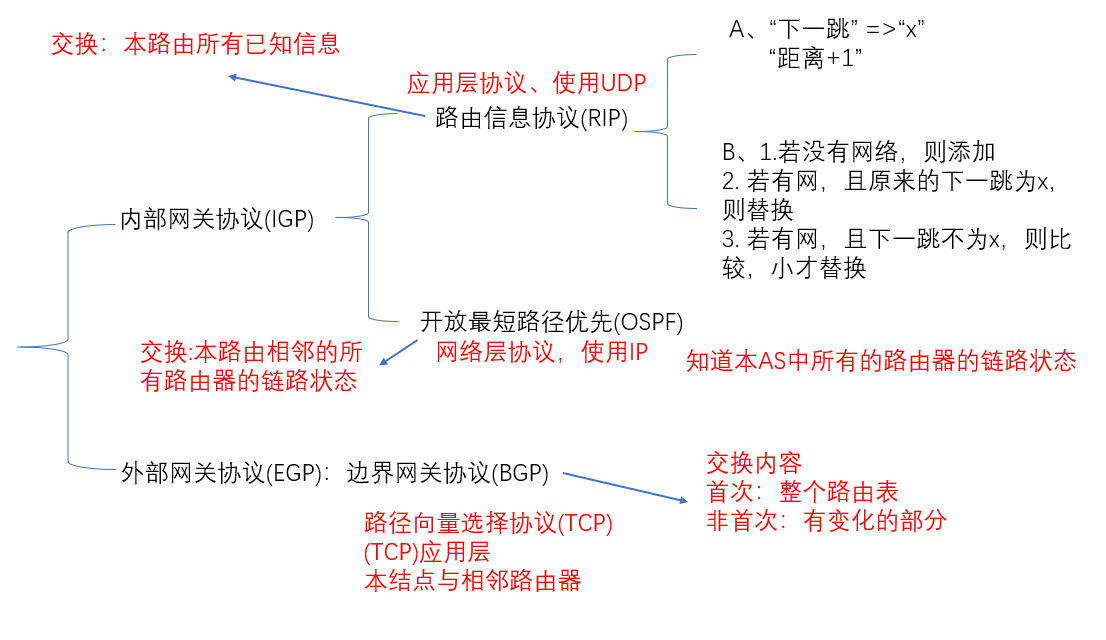 交换：本路由所有已知信息
应用层协议、使用UDP
路由信息协议(RIP)
A、“下一跳” =>“x”
“距离+1”
B、1.若没有网络，则添加
2. 若有网，且原来的下一跳为x，
则替换
3. 若有网，且下一跳不为x，则比
较，小才替换
内部网关协议(IGP)
开放最短路径优先(OSPF)
网络层协议，使用IP
交换:本路由相邻的所
有路由器的链路状态
知道本AS中所有的路由器的链路状态
外部网关协议(EGP)：边界网关协议(BGP)
路径向量选择协议(TCP)
(TCP)应用层
本结点与相邻路由器
交换内容
首次：整个路由表
非首次：有变化的部分